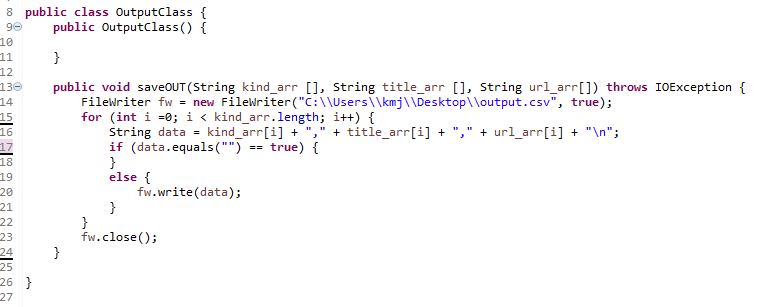 8 public class OutputClass {
9 public OutputClass() {
10
11 }
12
13 public void saveOUT(String kind_arr [], String title_arr [], String url_arr[]) throws IOException {
14 FileWriter fw = new FileWriter("C:\\Users\\kmj\\Desktop\\output.csv", true);
15 for (int i =0; i < kind_arr.length; i++) {
16 String data = kind_arr[i] + "," + title_arr[i] + "," + url_arr[i] + "\n";
17 if (data.equals("") == true) {
18 }
19 else {
20 fw.write(data);
21 }
22 }
23 fw.close();
24 }
25
26 }
27